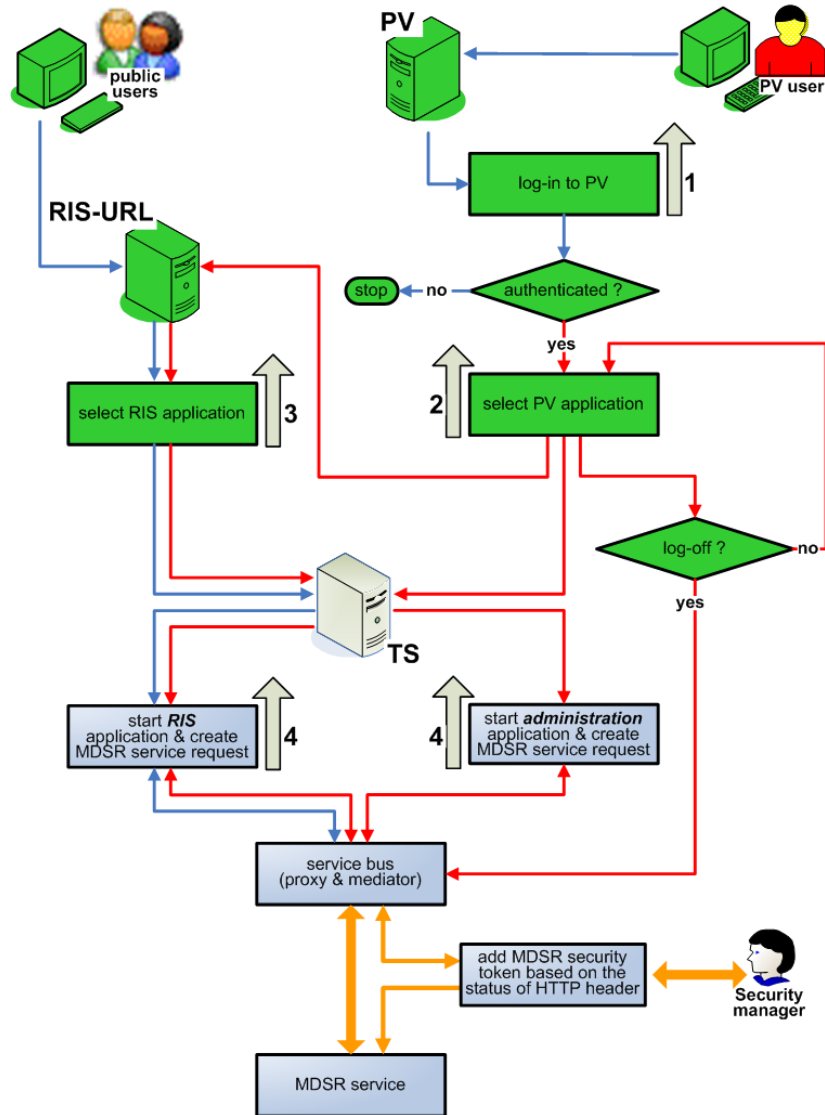 PV
public
users
PV user
log-in to PV
1
RIS-URL
authenticated ?
no
stop
yes
select RIS application
3
2
select PV application
log-off ?
no
yes
TS
start RIS
application & create
MDSR service request
4
4
start administration
application & create
MDSR service request
service bus
(proxy & mediator)
add MDSR security
token based on the
status of HTTP header
Security
manager
MDSR service